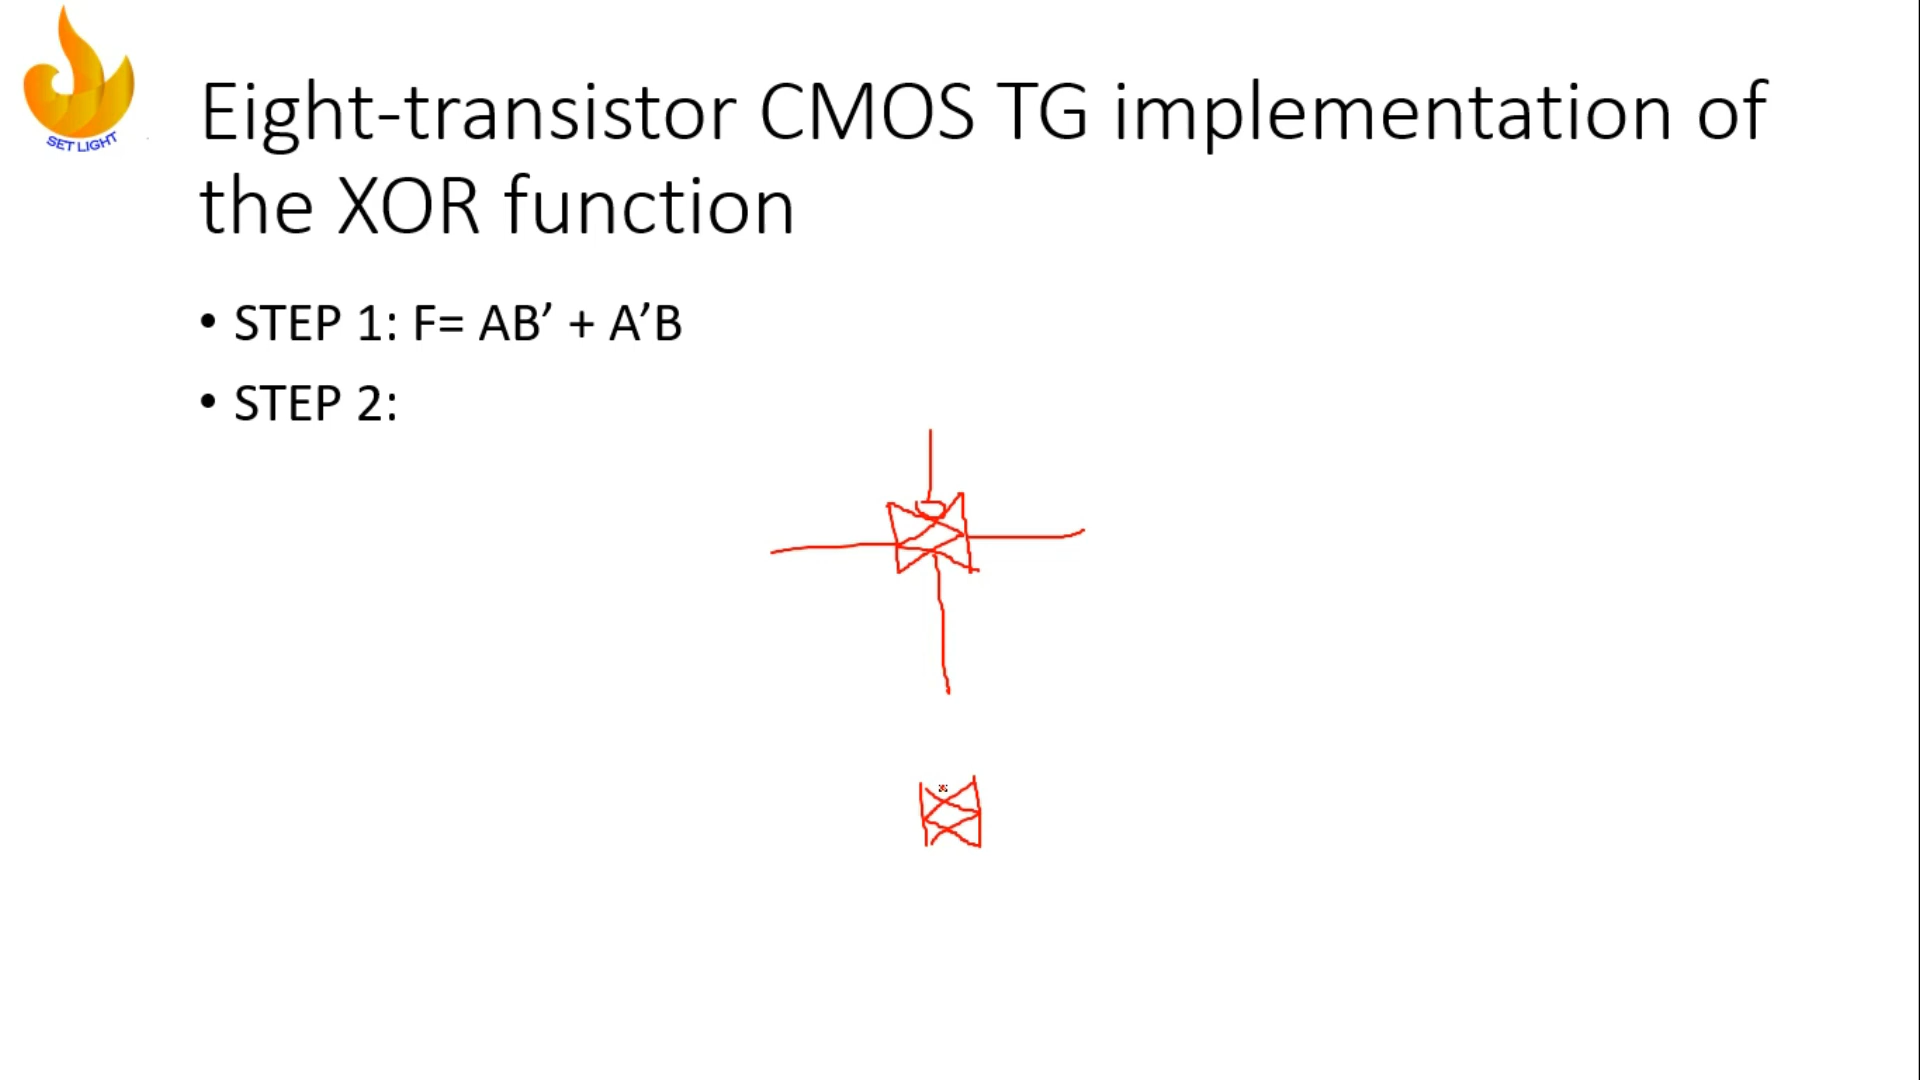 SET LIGHT
Eight-transistor CMOS TG implementation of
the XOR function
• STEP 1: F= AB’ + A’B
• STEP 2: